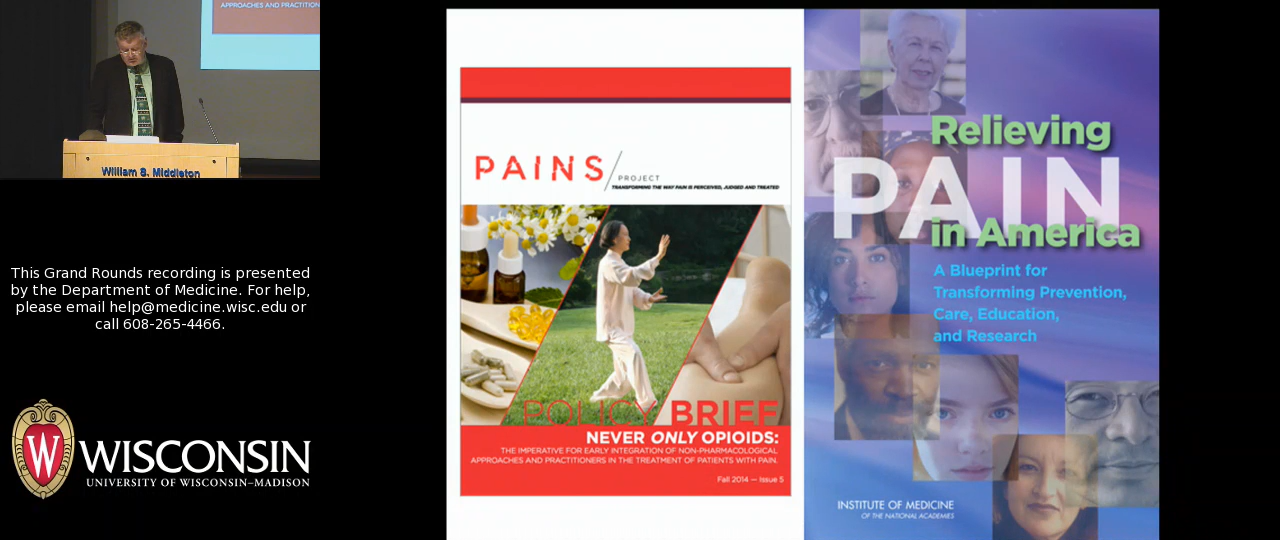 APPROACHES AND PRACTITION
William S. Middleton
This Grand Rounds recording is presented
by the Department of Medicine. For help,
please email help@medicine.wisc.edu or
call 608-265-4466.
W
WISCONSIN
UNIVERSITY OF WISCONSIN–MADISON
PAINS
PROJECT
TRANSFORMING THE WAY PAIN IS PERCEIVED, JUDGED AND TREATED
POLICY BRIEF
NEVER ONLY OPIOIDS:
THE IMPERATIVE FOR EARLY INTEGRATION OF NON-PHARMACOLOGICAL
APPROACHES AND PRACTITIONERS IN THE TREATMENT OF PATIENTS WITH PAIN.
Fall 2014 — Issue 5
Relieving
PAIN
in America
A Blueprint for
Transforming Prevention,
Care, Education,
and Research
INSTITUTE OF MEDICINE
OF THE NATIONAL ACADEMIES